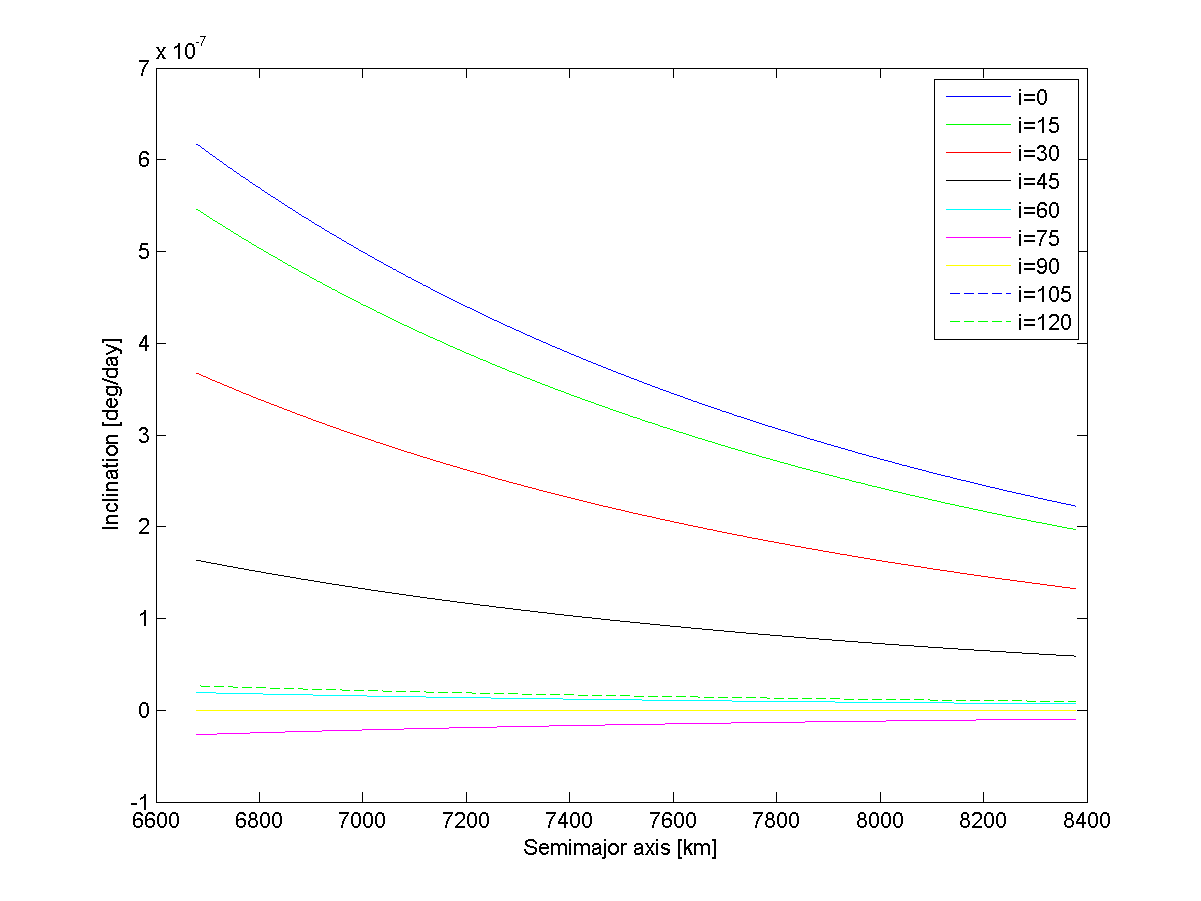 x 10-7
7
6
5
4
3
2
1
0
-1
Inclination [deg/day]
6600 6800 7000 7200 7400 7600 7800 8000 8200 8400
Semimajor axis [km]
i=0
i=15
i=30
i=45
i=60
i=75
i=90
i=105
i=120